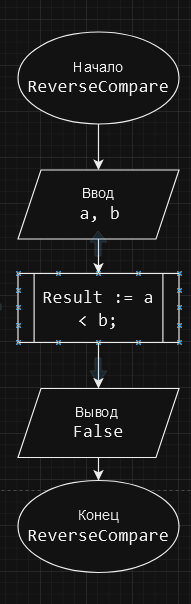 Начало
ReverseCompare
Ввод
a, b
Result := a
< b;
Вывод
False
Конец
ReverseCompare